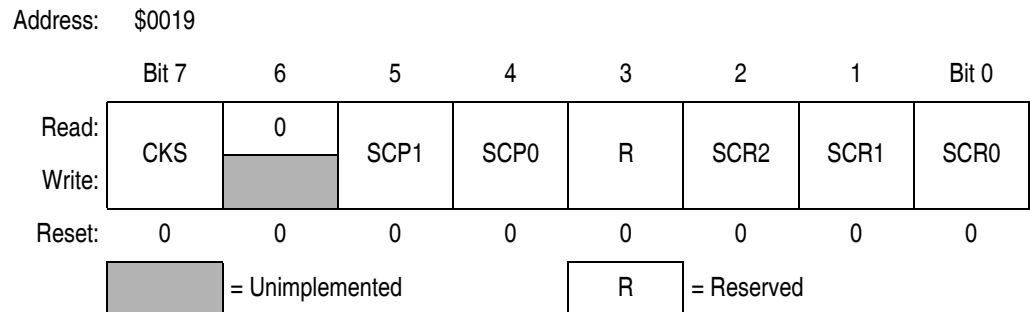 Address: $0019
Bit 7 6 5 4 3 2 1 Bit 0
Read: 0
CKS SCP1 SCP0 R SCR2 SCR1 SCR0
Write:
Reset: 0 0 0 0 0 0 0 0
= Unimplemented R = Reserved